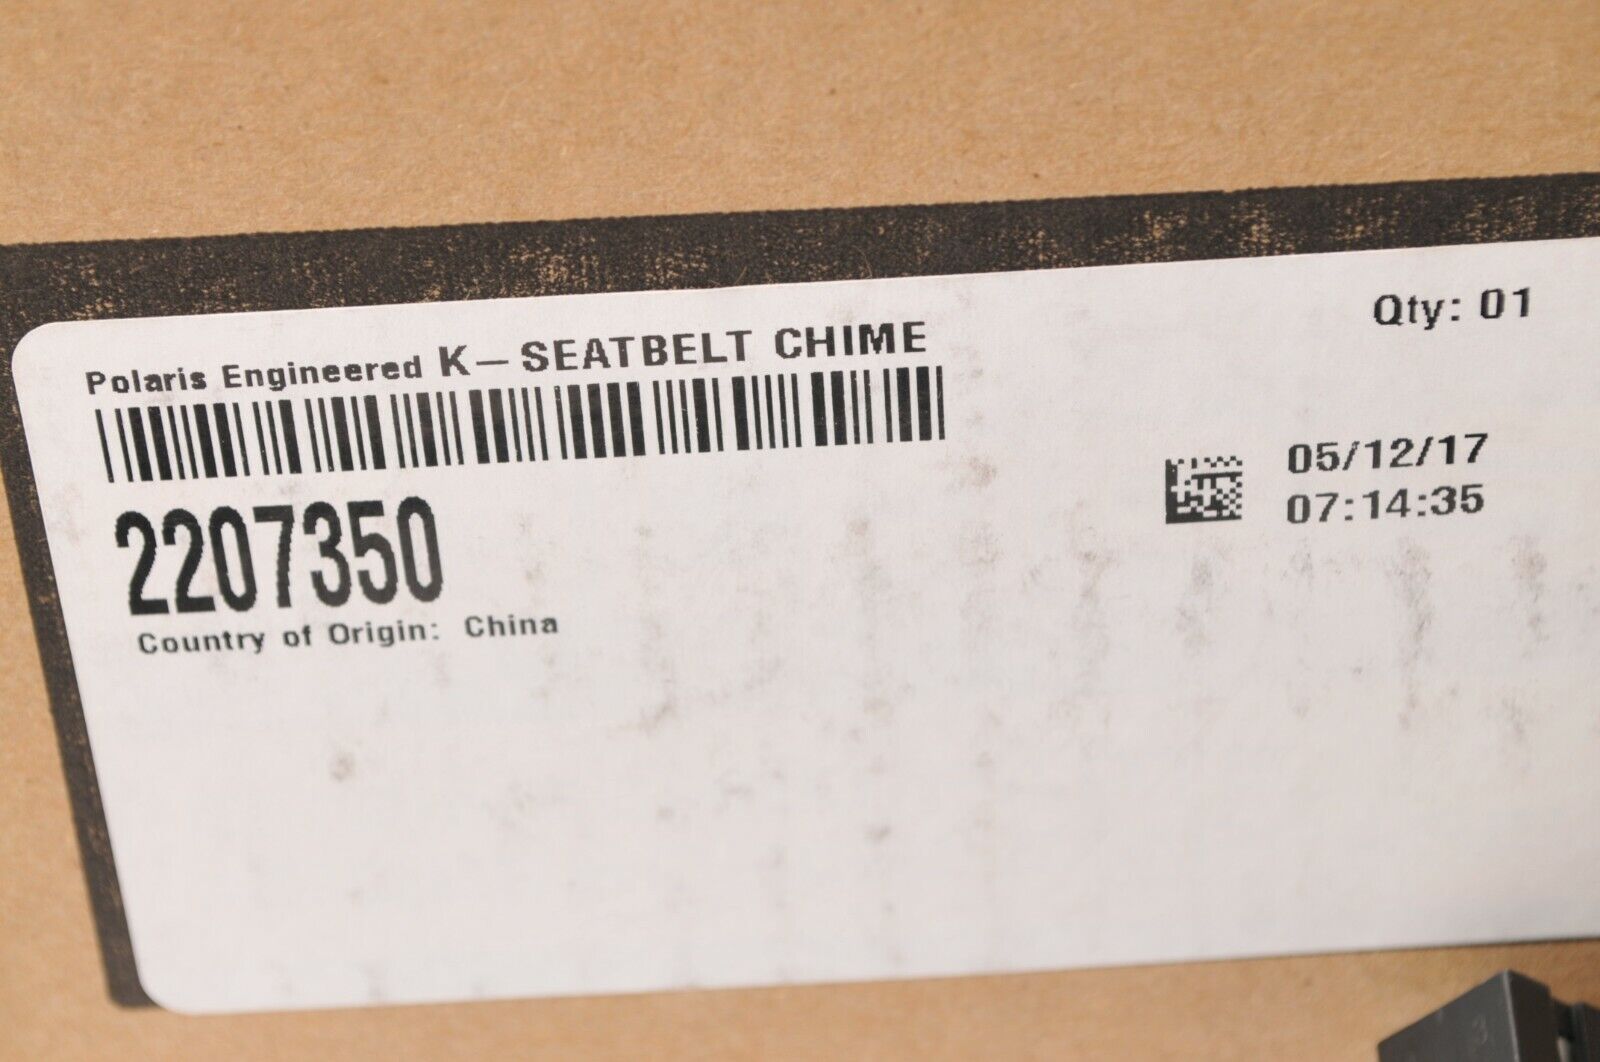 Qty: 01
Polaris Engineered K-SEATBELT CHIME
05/12/17
07:14:35
2207350
Country of Origin: China